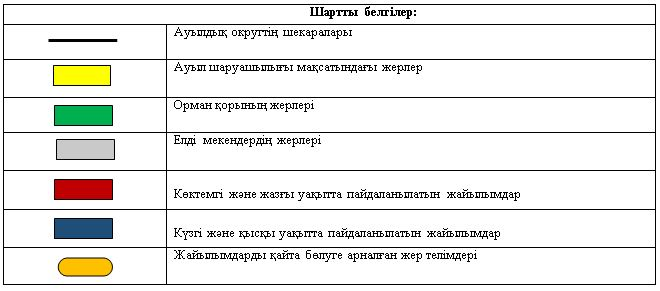 Шартты белгілер:
Ауылдық округтің шекаралары
Ауыл шаруашылығы мақсатындағы жерлер
Орман қорының жерлері
Елді мекендердің жерлері
Көктемгі және жазғы уақытта пайдаланылатын жайылымдар
Күзгі және қысқы уақытта пайдаланылатын жайылымдар
Жайылымдарды қайта бөлуге арналған жер телімдері